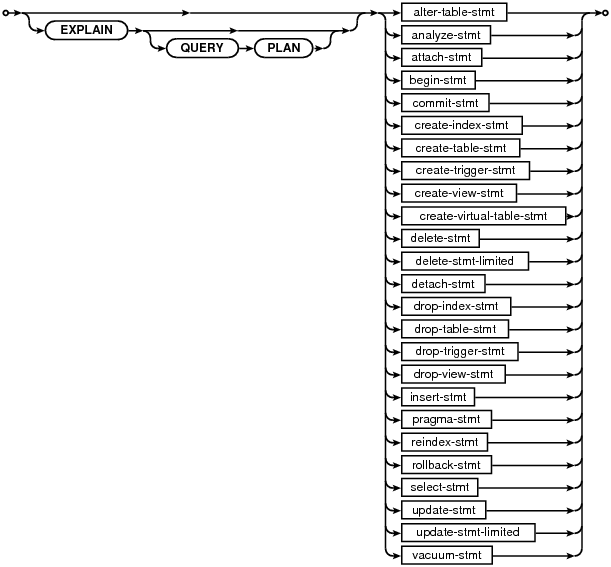 alter-table-stmt
EXPLAIN
analyze-stmt
QUERY PLAN
attach-stmt
begin-stmt
commit-stmt
create-index-stmt
create-table-stmt
create-trigger-stmt
create-view-stmt
create-virtual-table-stmt
delete-stmt
delete-stmt-limited
detach-stmt
drop-index-stmt
drop-table-stmt
drop-trigger-stmt
drop-view-stmt
insert-stmt
pragma-stmt
reindex-stmt
rollback-stmt
select-stmt
update-stmt
update-stmt-limited
vacuum-stmt